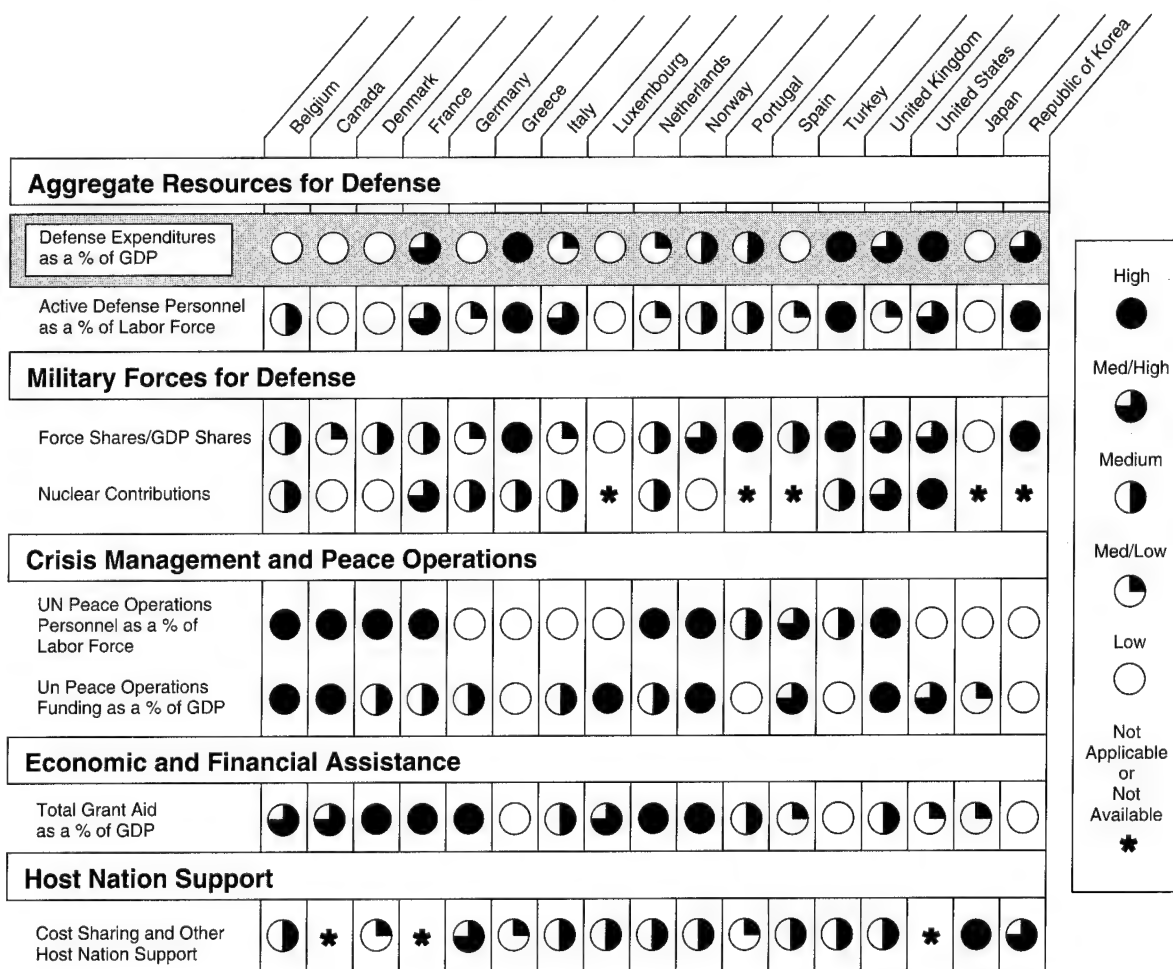 Belgium
Canada
Denmark
France
Germany
Greece
Italy
Luxembourg
Netherlands
Norway
Portugal
Spain
Turkey
United Kingdom
United States
Japan
Republic of Korea
Aggregate Resources for Defense
Defense Expenditures
as a % of GDP
Active Defense Personnel
as a % of Labor Force
Military Forces for Defense
Force Shares/GDP Shares
Nuclear Contributions
* * * * *
Crisis Management and Peace Operations
UN Peace Operations
Personnel as a % of
Labor Force
Un Peace Operations
Funding as a % of GDP
Economic and Financial Assistance
Total Grant Aid
as a % of GDP
Host Nation Support
Cost Sharing and Other
Host Nation Support
* * *
High
Med/High
Medium
Med/Low
Low
Not
Applicable
or
Not
Available
*